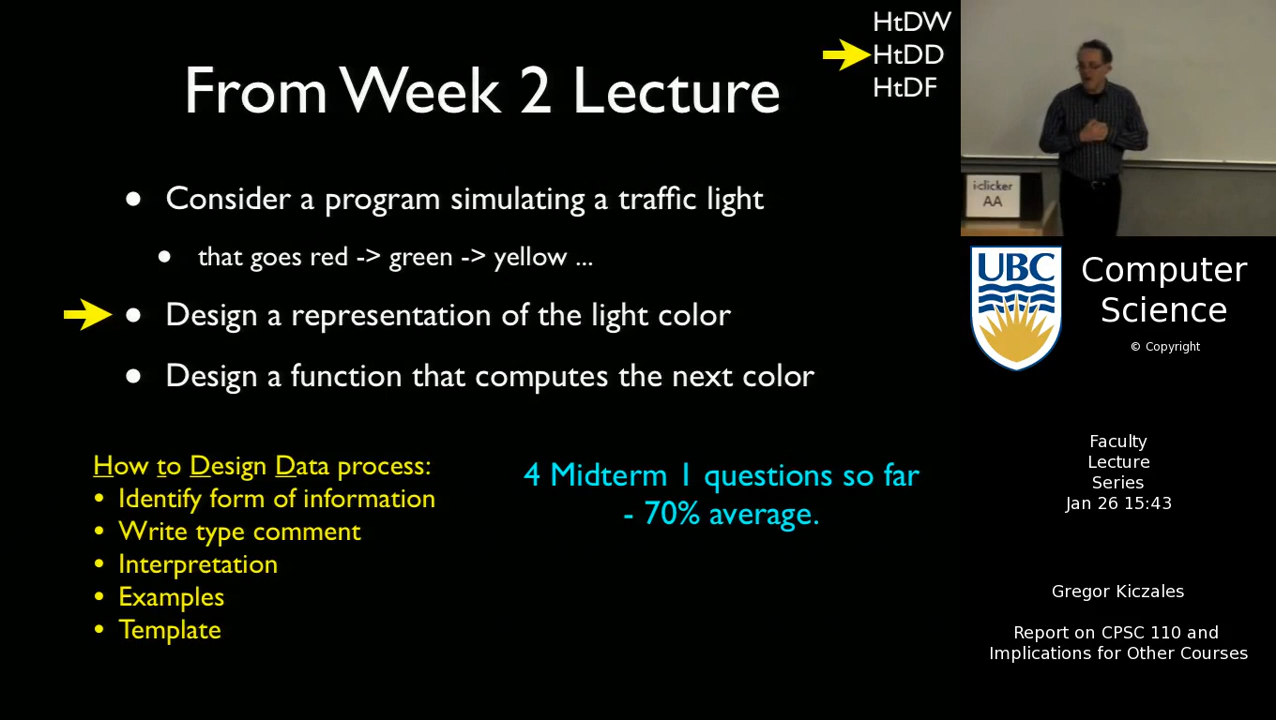 HtDW
HtDD
HtDF
From Week 2 Lecture
• Consider a program simulating a traffic light
• that goes red -> green -> yellow ...
• Design a representation of the light color
• Design a function that computes the next color
How to Design Data process:
• Identify form of information
• Write type comment
• Interpretation
• Examples
• Template
4 Midterm 1 questions so far
- 70% average.
i-clicker
AA
UBC
Computer
Science
© Copyright
Faculty
Lecture
Series
Jan 26 15:43
Gregor Kiczales
Report on CPSC 110 and
Implications for Other Courses